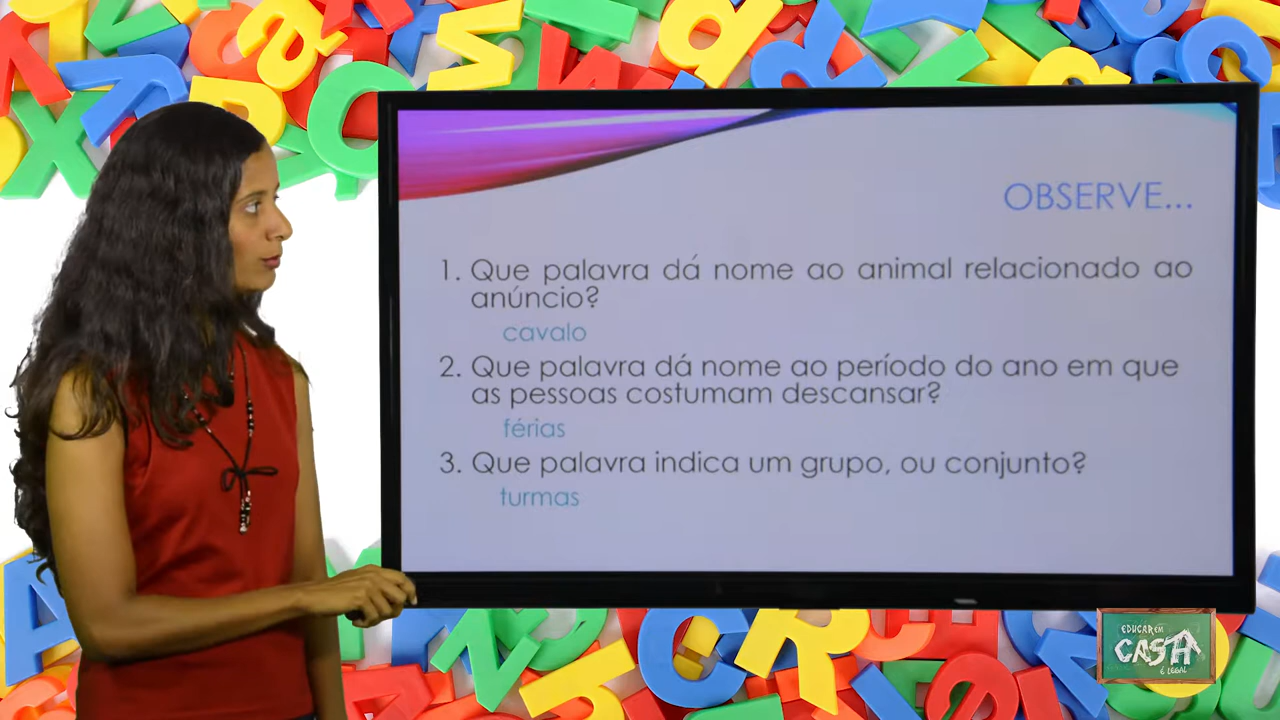 OBSERVE...
1. Que palavra dá nome ao animal relacionado ao
anúncio?
cavalo
2. Que palavra dá nome ao período do ano em que
as pessoas costumam descansar?
férias
3. Que palavra indica um grupo, ou conjunto?
turmas
EDUCAR EM
CASA
É LEGAL